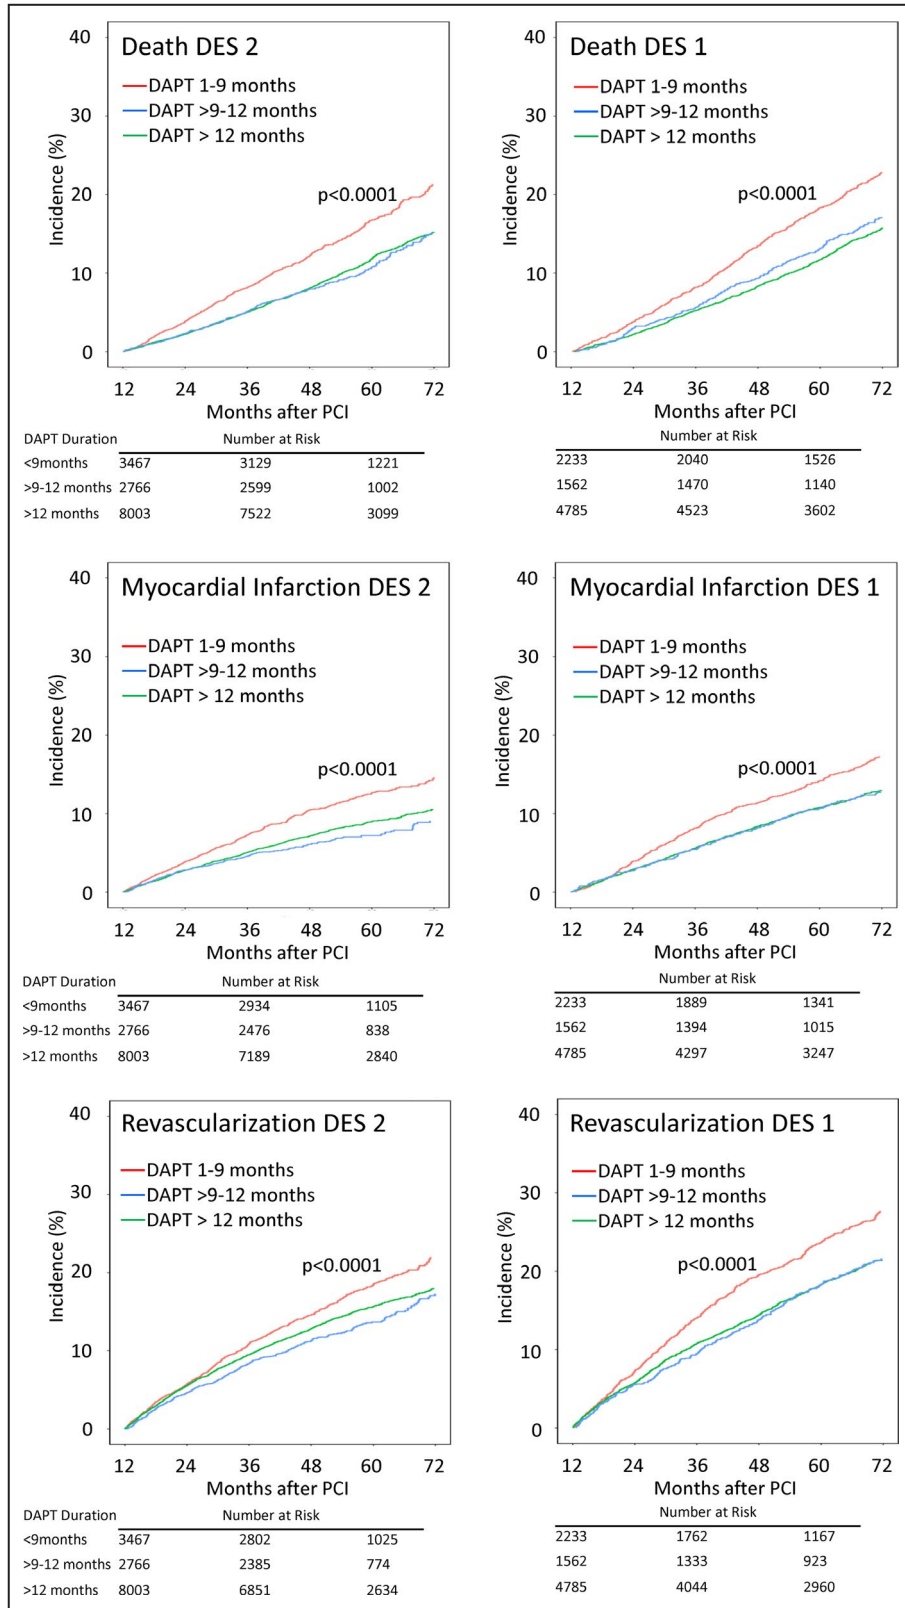 Death DES 2
DAPT 1-9 months
DAPT >9-12 months
DAPT > 12 months
p<0.0001
Incidence (%)
40
30
20
10
0
12 24 36 48 60 72
Months after PCI
DAPT Duration Number at Risk
<9months 3467 3129 1221
>9-12 months 2766 2599 1002
>12 months 8003 7522 3099
Death DES 1
DAPT 1-9 months
DAPT >9-12 months
DAPT > 12 months
p<0.0001
Incidence (%)
40
30
20
10
0
12 24 36 48 60 72
Months after PCI
Number at Risk
2233 2040 1526
1562 1470 1140
4785 4523 3602
Myocardial Infarction DES 2
DAPT 1-9 months
DAPT >9-12 months
DAPT > 12 months
p<0.0001
Incidence (%)
40
30
20
10
0
12 24 36 48 60 72
Months after PCI
DAPT Duration Number at Risk
<9months 3467 2934 1105
>9-12 months 2766 2476 838
>12 months 8003 7189 2840
Myocardial Infarction DES 1
DAPT 1-9 months
DAPT >9-12 months
DAPT > 12 months
p<0.0001
Incidence (%)
40
30
20
10
0
12 24 36 48 60 72
Months after PCI
Number at Risk
2233 1889 1341
1562 1394 1015
4785 4297 3247
Revascularization DES 2
DAPT 1-9 months
DAPT >9-12 months
DAPT > 12 months
p<0.0001
Incidence (%)
40
30
20
10
0
12 24 36 48 60 72
Months after PCI
DAPT Duration Number at Risk
<9months 3467 2802 1025
>9-12 months 2766 2385 774
>12 months 8003 6851 2634
Revascularization DES 1
DAPT 1-9 months
DAPT >9-12 months
DAPT > 12 months
p<0.0001
Incidence (%)
40
30
20
10
0
12 24 36 48 60 72
Months after PCI
Number at Risk
2233 1762 1167
1562 1333 923
4785 4044 2960